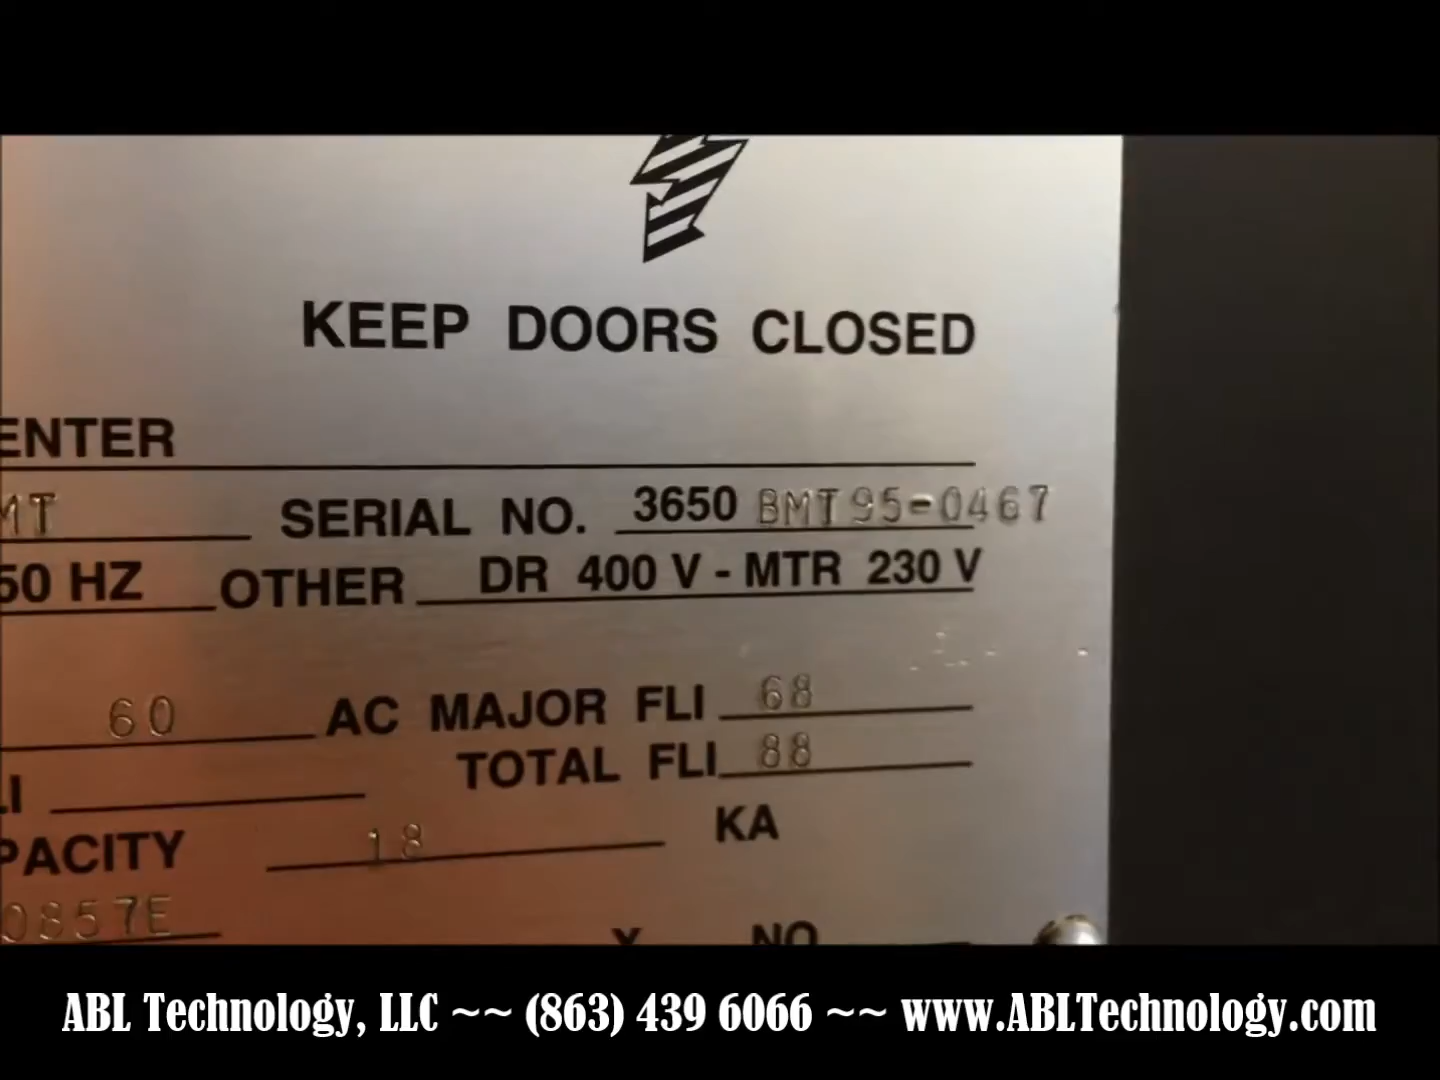 KEEP DOORS CLOSED
ENTER
MT SERIAL NO. 3650 BMT95-0467
50 HZ OTHER DR 400 V - MTR 230 V
60 AC MAJOR FLI 68
LI TOTAL FLI 88
PACITY 18 KA
0857E Y NO
ABL Technology, LLC ~~ (863) 439 6066 ~~ www.ABLTechnology.com